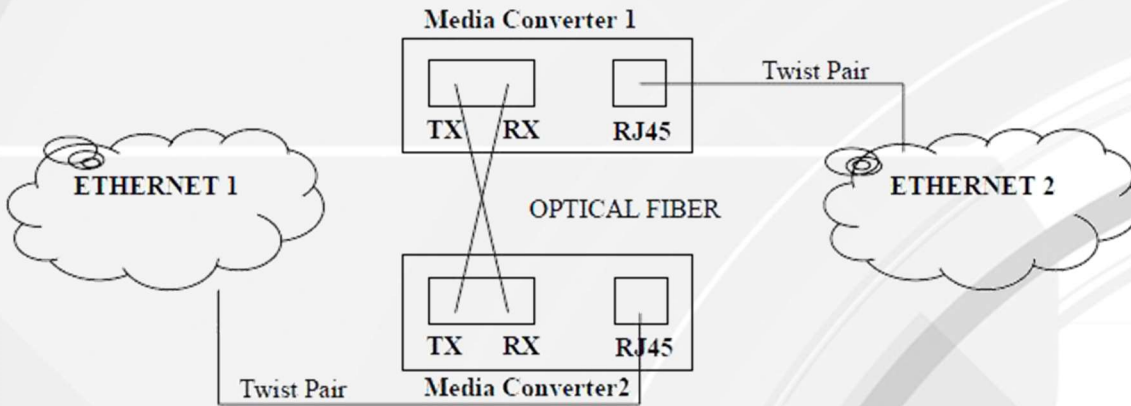 Media Converter 1
Twist Pair
TX RX RJ45
ETHERNET 1
ETHERNET 2
OPTICAL FIBER
TX RX RJ45
Twist Pair
Media Converter2